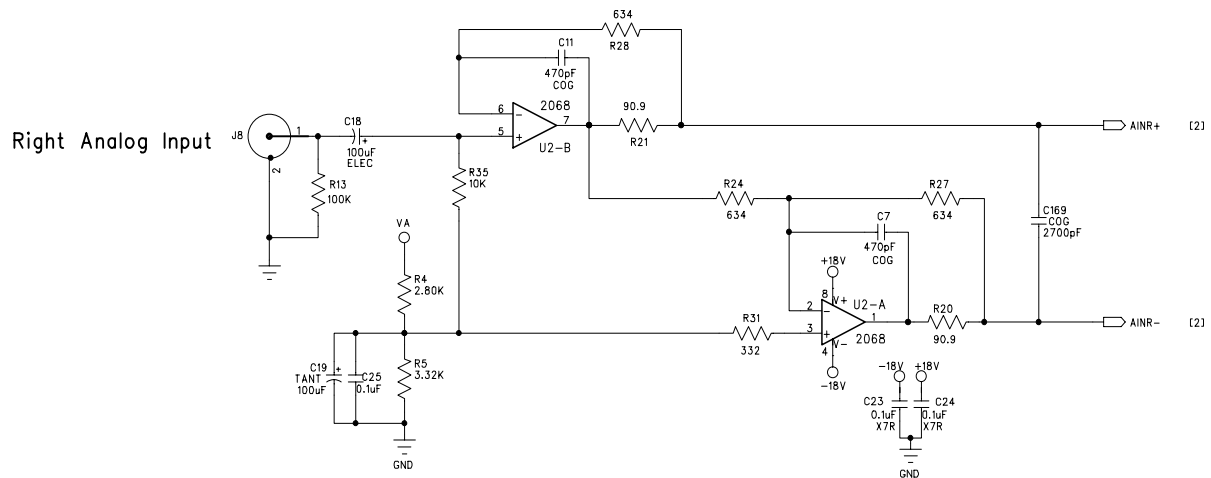 634
R28
C11
470pF
COG
6
-
2068
7
5
+
U2-B
90.9
R21
AINR+ [2]
Right Analog Input
J8
1
2
C18
+
100uF
ELEC
R13
100K
R35
10K
R24
634
R27
634
C169
COG
2700pF
VA
R4
2.80K
C7
470pF
COG
+18V
8
V+
U2-A
2
-
1
3
+
2068
4
V-
-18V
R31
332
R20
90.9
AINR- [2]
C19
+
TANT
100uF
C25
0.1uF
R5
3.32K
GND
-18V +18V
C23
0.1uF
X7R
C24
0.1uF
X7R
GND